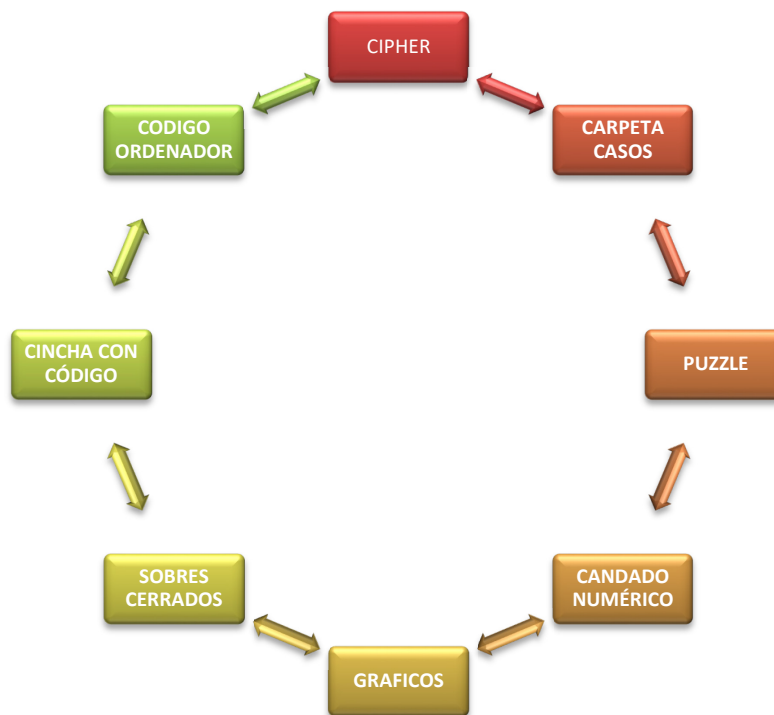 CIPHER
CARPETA
CASOS
PUZZLE
CANDADO
NUMÉRICO
GRAFICOS
SOBRES
CERRADOS
CINCHA CON
CÓDIGO
CODIGO
ORDENADOR